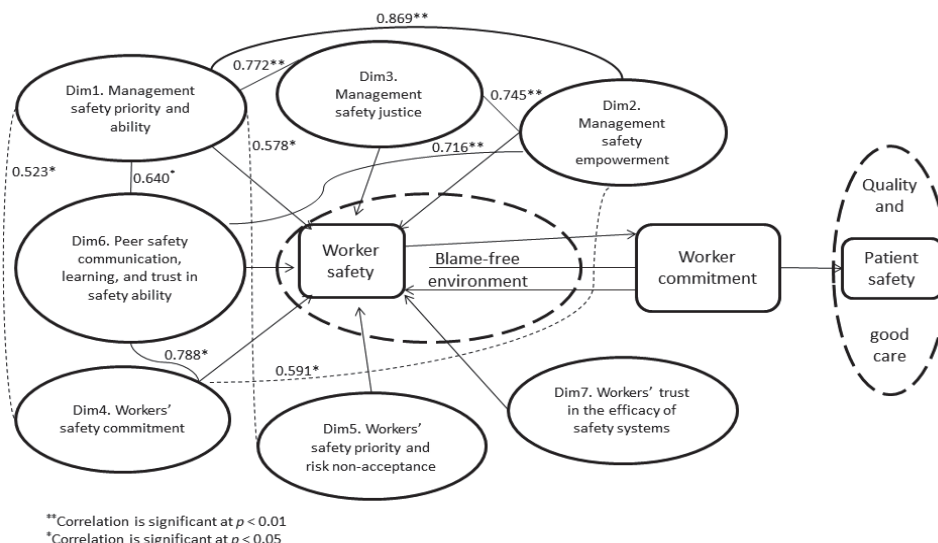 0.869**
0.772**
Dim1. Management
safety priority and
ability
Dim3.
Management
safety justice
0.745**
Dim2.
Management
safety
empowerment
0.523*
0.640*
0.578*
0.716**
Dim6. Peer safety
communication,
learning, and trust in
safety ability
Worker
safety
Blame-free
environment
Worker
commitment
Quality
and
Patient
safety
good
care
0.788*
0.591*
Dim4. Workers'
safety commitment
Dim5. Workers'
safety priority and
risk non-acceptance
Dim7. Workers' trust
in the efficacy of
safety systems
**Correlation is significant at p < 0.01
*Correlation is significant at p < 0.05